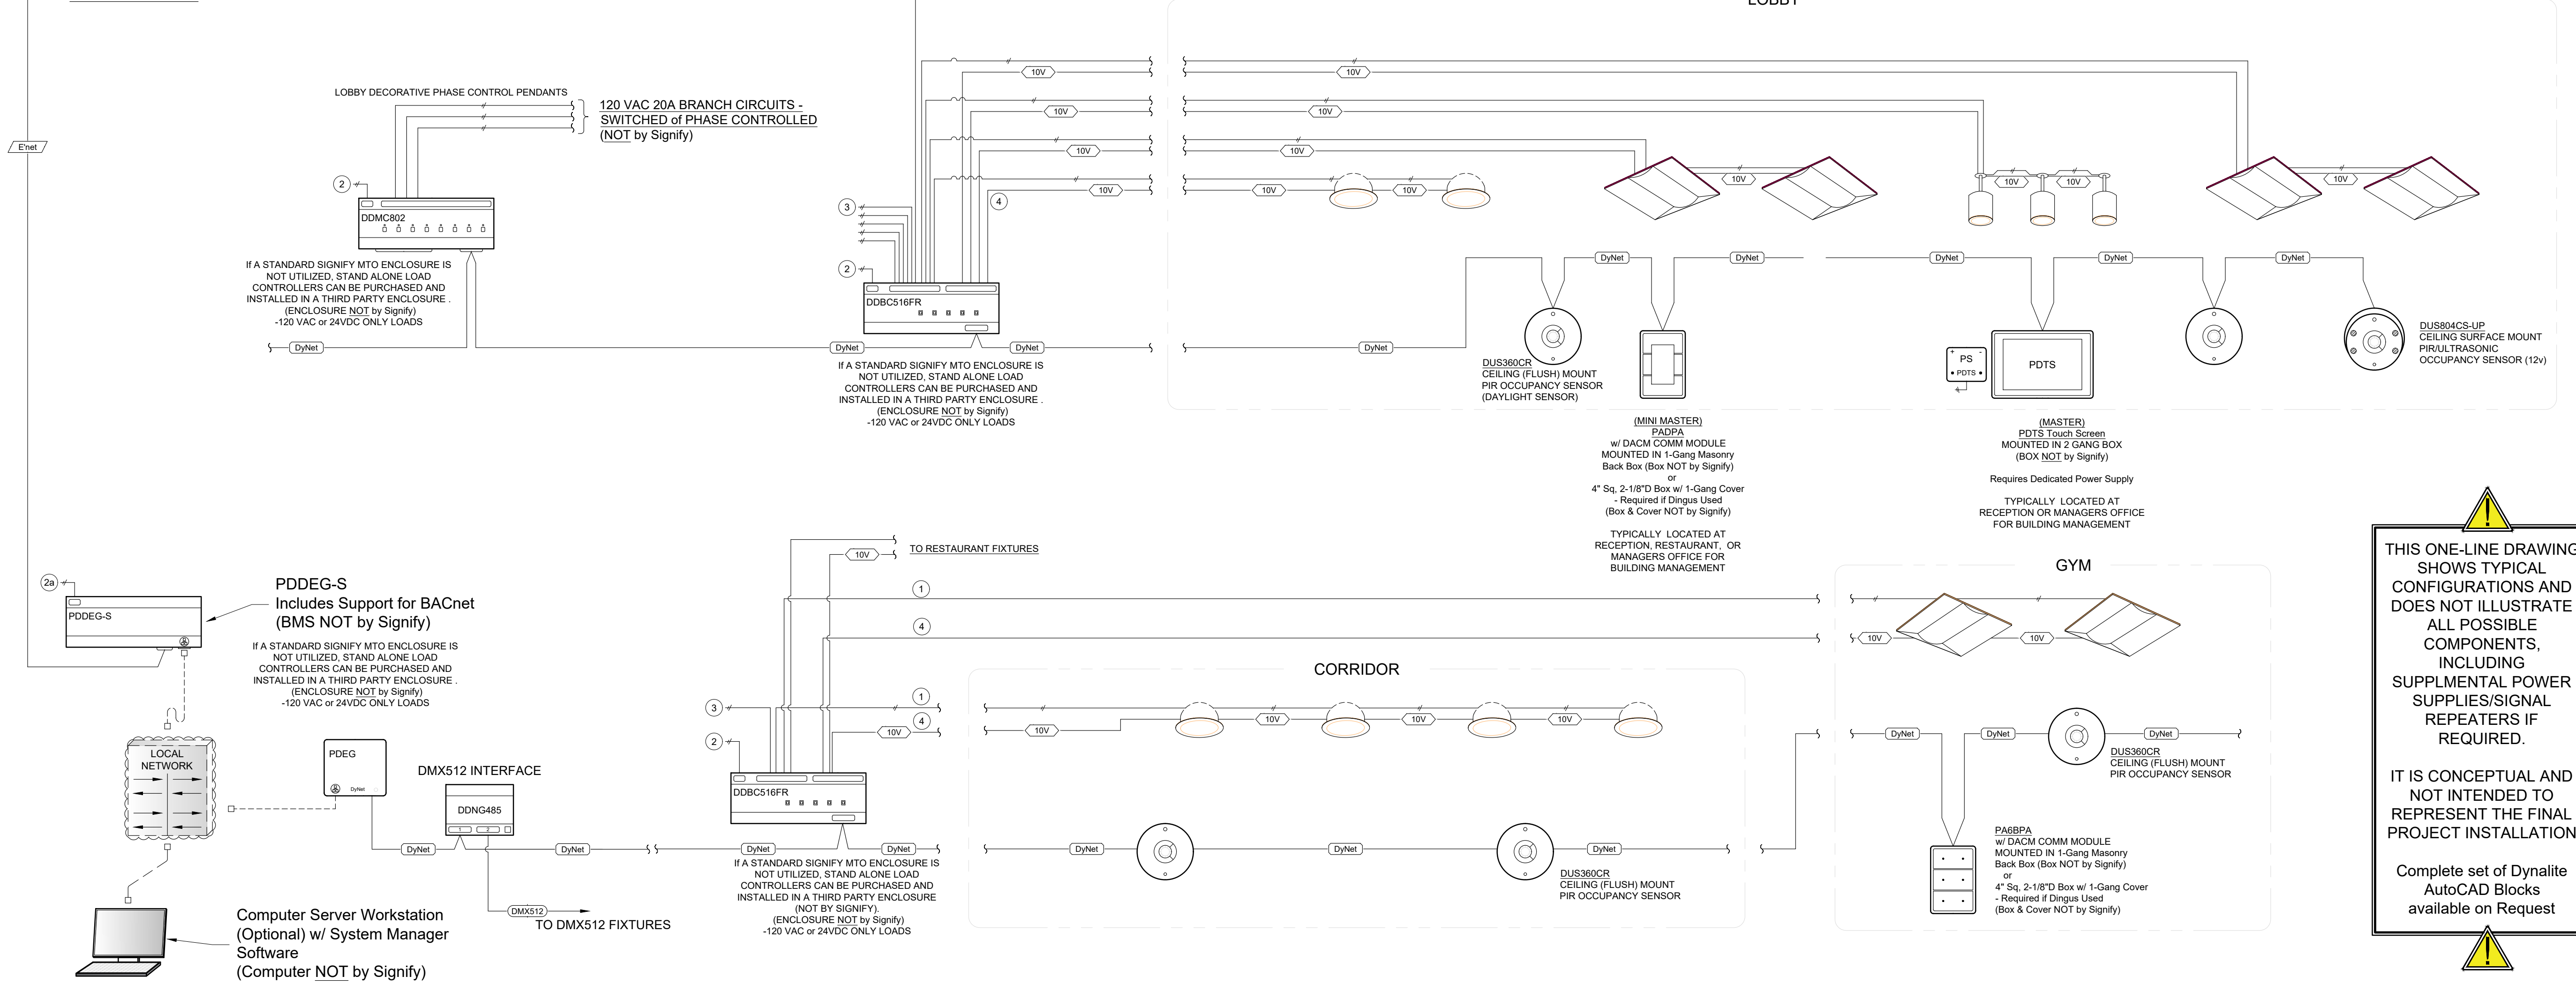 LOBBY
10V
10V
LOBBY DECORATIVE PHASE CONTROL PENDANTS
120 VAC 20A BRANCH CIRCUITS -
SWITCHED of PHASE CONTROLLED
(NOT by Signify)
10V
10V
E'net
10V
10V
10V
10V
10V
10V
10V
10V
10V
10V
10V
2
DDMC802
3
4
2
DDBC516FR
If A STANDARD SIGNIFY MTO ENCLOSURE IS
NOT UTILIZED, STAND ALONE LOAD
CONTROLLERS CAN BE PURCHASED AND
INSTALLED IN A THIRD PARTY ENCLOSURE .
(ENCLOSURE NOT by Signify)
-120 VAC or 24VDC ONLY LOADS
DyNet
DyNet
DyNet
DyNet
If A STANDARD SIGNIFY MTO ENCLOSURE IS
NOT UTILIZED, STAND ALONE LOAD
CONTROLLERS CAN BE PURCHASED AND
INSTALLED IN A THIRD PARTY ENCLOSURE .
(ENCLOSURE NOT by Signify)
-120 VAC or 24VDC ONLY LOADS
DyNet
DyNet
DyNet
DyNet
DyNet
DUS360CR
CEILING (FLUSH) MOUNT
PIR OCCUPANCY SENSOR
(DAYLIGHT SENSOR)
+ -
PS
PDTS
PDTS
DUS804CS-UP
CEILING SURFACE MOUNT
PIR/ULTRASONIC
OCCUPANCY SENSOR (12v)
(MINI MASTER)
PADPA
w/ DACM COMM MODULE
MOUNTED IN 1-Gang Masonry
Back Box (Box NOT by Signify)
or
4" Sq, 2-1/8"D Box w/ 1-Gang Cover
- Required if Dingus Used
(Box & Cover NOT by Signify)
TYPICALLY LOCATED AT
RECEPTION, RESTAURANT, OR
MANAGERS OFFICE FOR
BUILDING MANAGEMENT
(MASTER)
PDTS Touch Screen
MOUNTED IN 2 GANG BOX
(BOX NOT by Signify)
Requires Dedicated Power Supply
TYPICALLY LOCATED AT
RECEPTION OR MANAGERS OFFICE
FOR BUILDING MANAGEMENT
2a
PDDEG-S
PDDEG-S
Includes Support for BACnet
(BMS NOT by Signify)
If A STANDARD SIGNIFY MTO ENCLOSURE IS
NOT UTILIZED, STAND ALONE LOAD
CONTROLLERS CAN BE PURCHASED AND
INSTALLED IN A THIRD PARTY ENCLOSURE .
(ENCLOSURE NOT by Signify)
-120 VAC or 24VDC ONLY LOADS
LOCAL
NETWORK
PDEG
DyNet
DMX512 INTERFACE
DDNG485
1 2
DyNet
DyNet
DMX512
TO DMX512 FIXTURES
Computer Server Workstation
(Optional) w/ System Manager
Software
(Computer NOT by Signify)
10V
TO RESTAURANT FIXTURES
1
4
1
3
4
10V
2
DDBC516FR
DyNet
DyNet
If A STANDARD SIGNIFY MTO ENCLOSURE IS
NOT UTILIZED, STAND ALONE LOAD
CONTROLLERS CAN BE PURCHASED AND
INSTALLED IN A THIRD PARTY ENCLOSURE
(NOT BY SIGNIFY).
(ENCLOSURE NOT by Signify)
-120 VAC or 24VDC ONLY LOADS
CORRIDOR
10V
10V
10V
10V
DyNet
DyNet
DyNet
DUS360CR
CEILING (FLUSH) MOUNT
PIR OCCUPANCY SENSOR
GYM
10V
10V
DyNet
DyNet
DyNet
DUS360CR
CEILING (FLUSH) MOUNT
PIR OCCUPANCY SENSOR
PA6BPA
w/ DACM COMM MODULE
MOUNTED IN 1-Gang Masonry
Back Box (Box NOT by Signify)
or
4" Sq, 2-1/8"D Box w/ 1-Gang Cover
- Required if Dingus Used
(Box & Cover NOT by Signify)
!
THIS ONE-LINE DRAWING
SHOWS TYPICAL
CONFIGURATIONS AND
DOES NOT ILLUSTRATE
ALL POSSIBLE
COMPONENTS,
INCLUDING
SUPPLMENTAL POWER
SUPPLIES/SIGNAL
REPEATERS IF
REQUIRED.
IT IS CONCEPTUAL AND
NOT INTENDED TO
REPRESENT THE FINAL
PROJECT INSTALLATION
Complete set of Dynalite
AutoCAD Blocks
available on Request
!